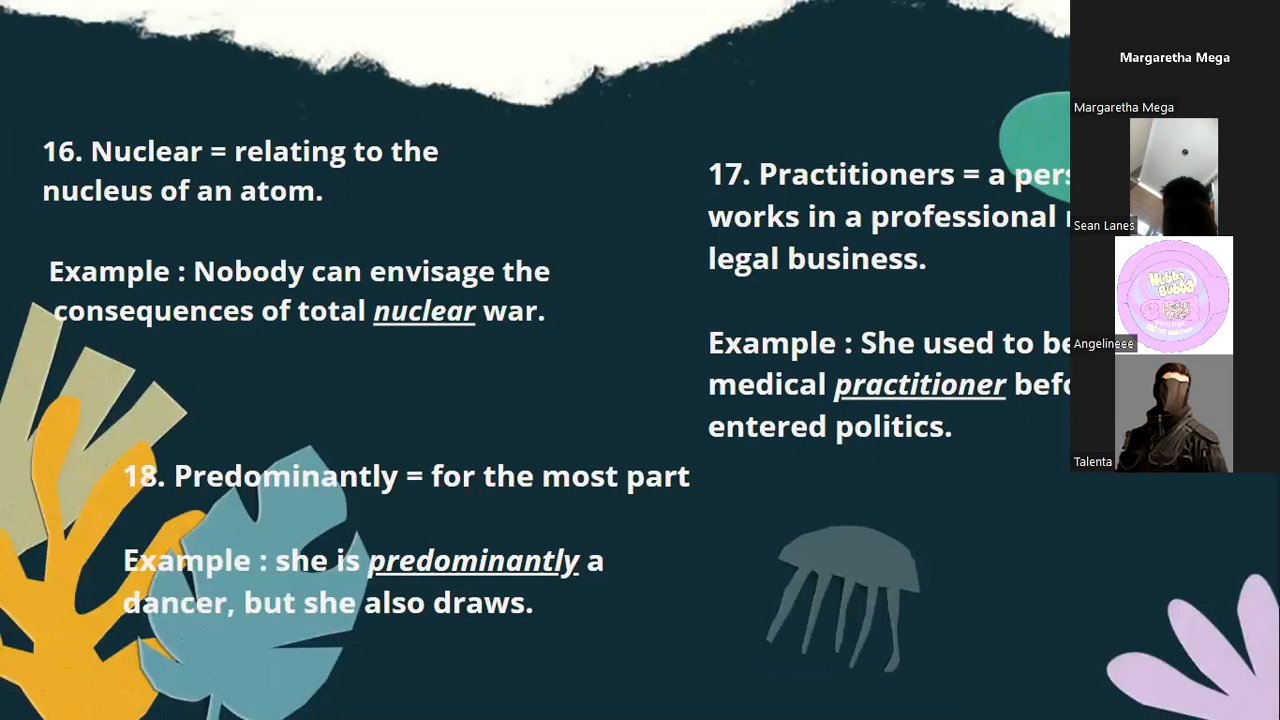 16. Nuclear = relating to the
nucleus of an atom.
Example : Nobody can envisage the
consequences of total nuclear war.
17. Practitioners = a
works in a professional
legal business.
Example : She used to
medical practitioner
entered politics.
18. Predominantly = for the most part
Example : she is predominantly a
dancer, but she also draws.
Margaretha Mega
Margaretha Mega
Sean Lanes
Hubba
Bubba
Angelineee
Talenta